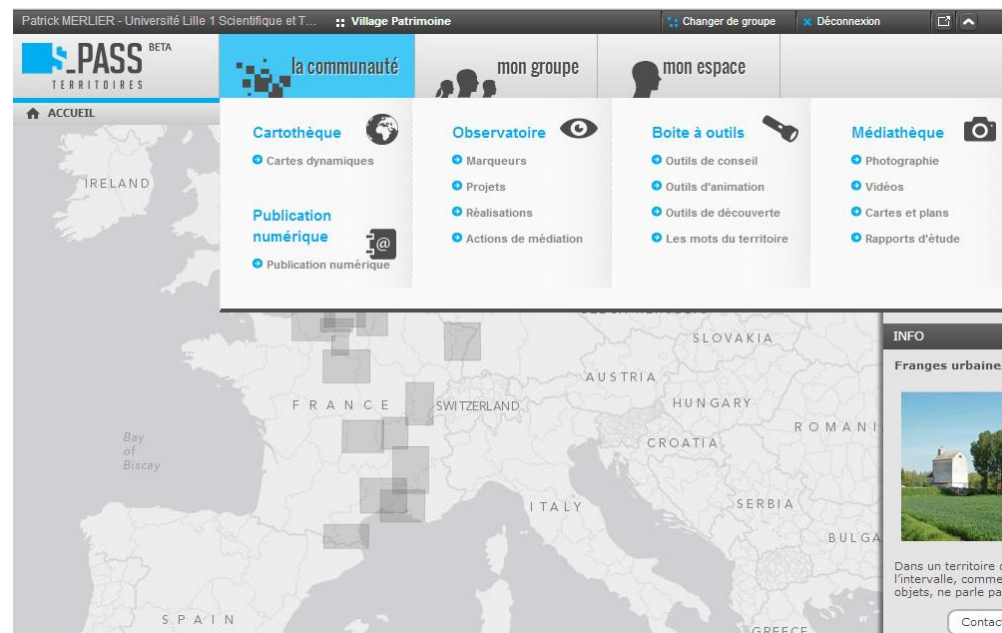 Patrick MERLIER - Université Lille 1 Scientifique et T...
Village Patrimoine
Changer de groupe
Déconnexion
S_PASS BETA
TERRITOIRES
la communauté
mon groupe
mon espace
ACCUEIL
Cartothèque
Cartes dynamiques
Publication
numérique
Publication numérique
Observatoire
Marqueurs
Projets
Réalisations
Actions de médiation
Boite à outils
Outils de conseil
Outils d'animation
Outils de découverte
Les mots du territoire
Médiathèque
Photographie
Vidéos
Cartes et plans
Rapports d'étude
IRELAND
SLOVAKIA
AUSTRIA
FRANCE
SWITZERLAND
HUNGARY
ROMANI
CROATIA
Bay
of
Biscay
ITALY
SERBIA
BULGA
SPAIN
GREECE
INFO
Franges urbaine
Dans un territoire
l'intervalle, comme
objets, ne parle pa
Contac